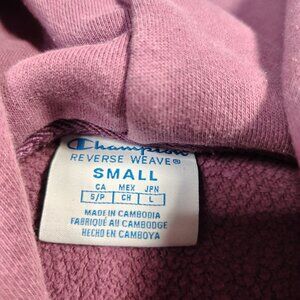 Champion
REVERSE WEAVE®
SMALL
CA MEX JPN
S/P CH L
MADE IN CAMBODIA
FABRIQUÉ AU CAMBODGE
HECHO EN CAMBOYA